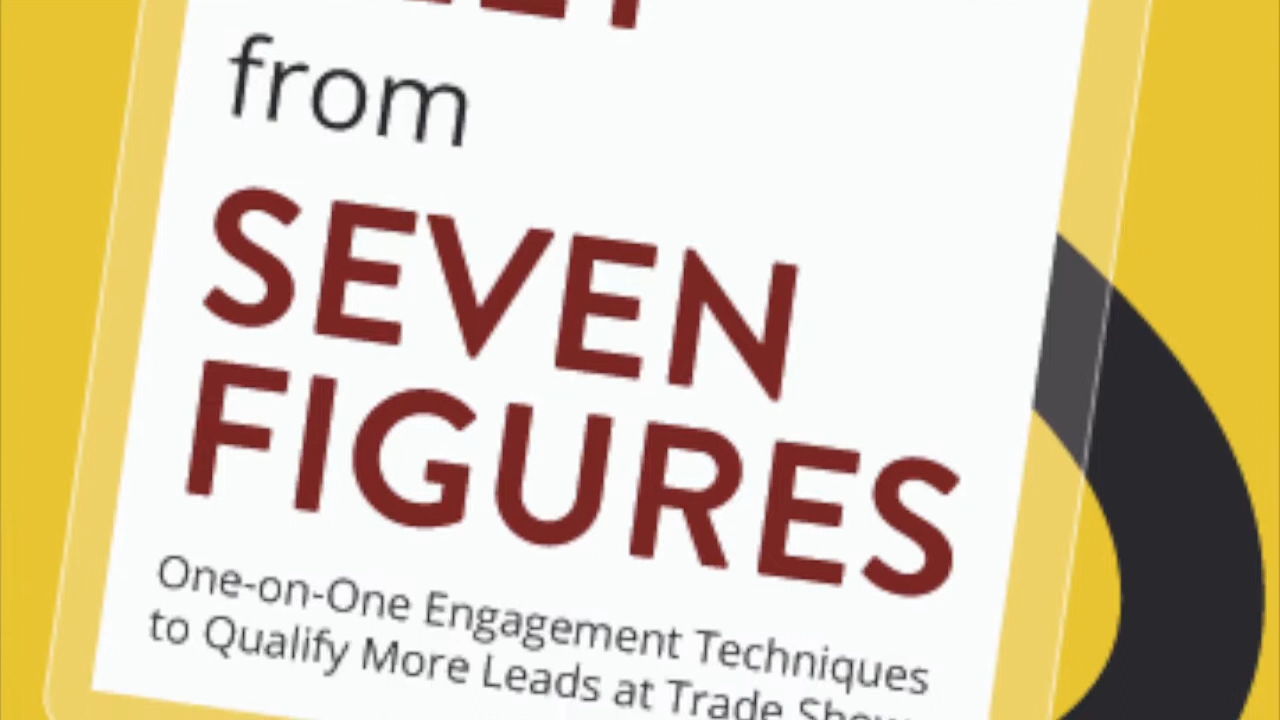 from
SEVEN
FIGURES
One-on-One Engagement Techniques
to Qualify More Leads at Trade